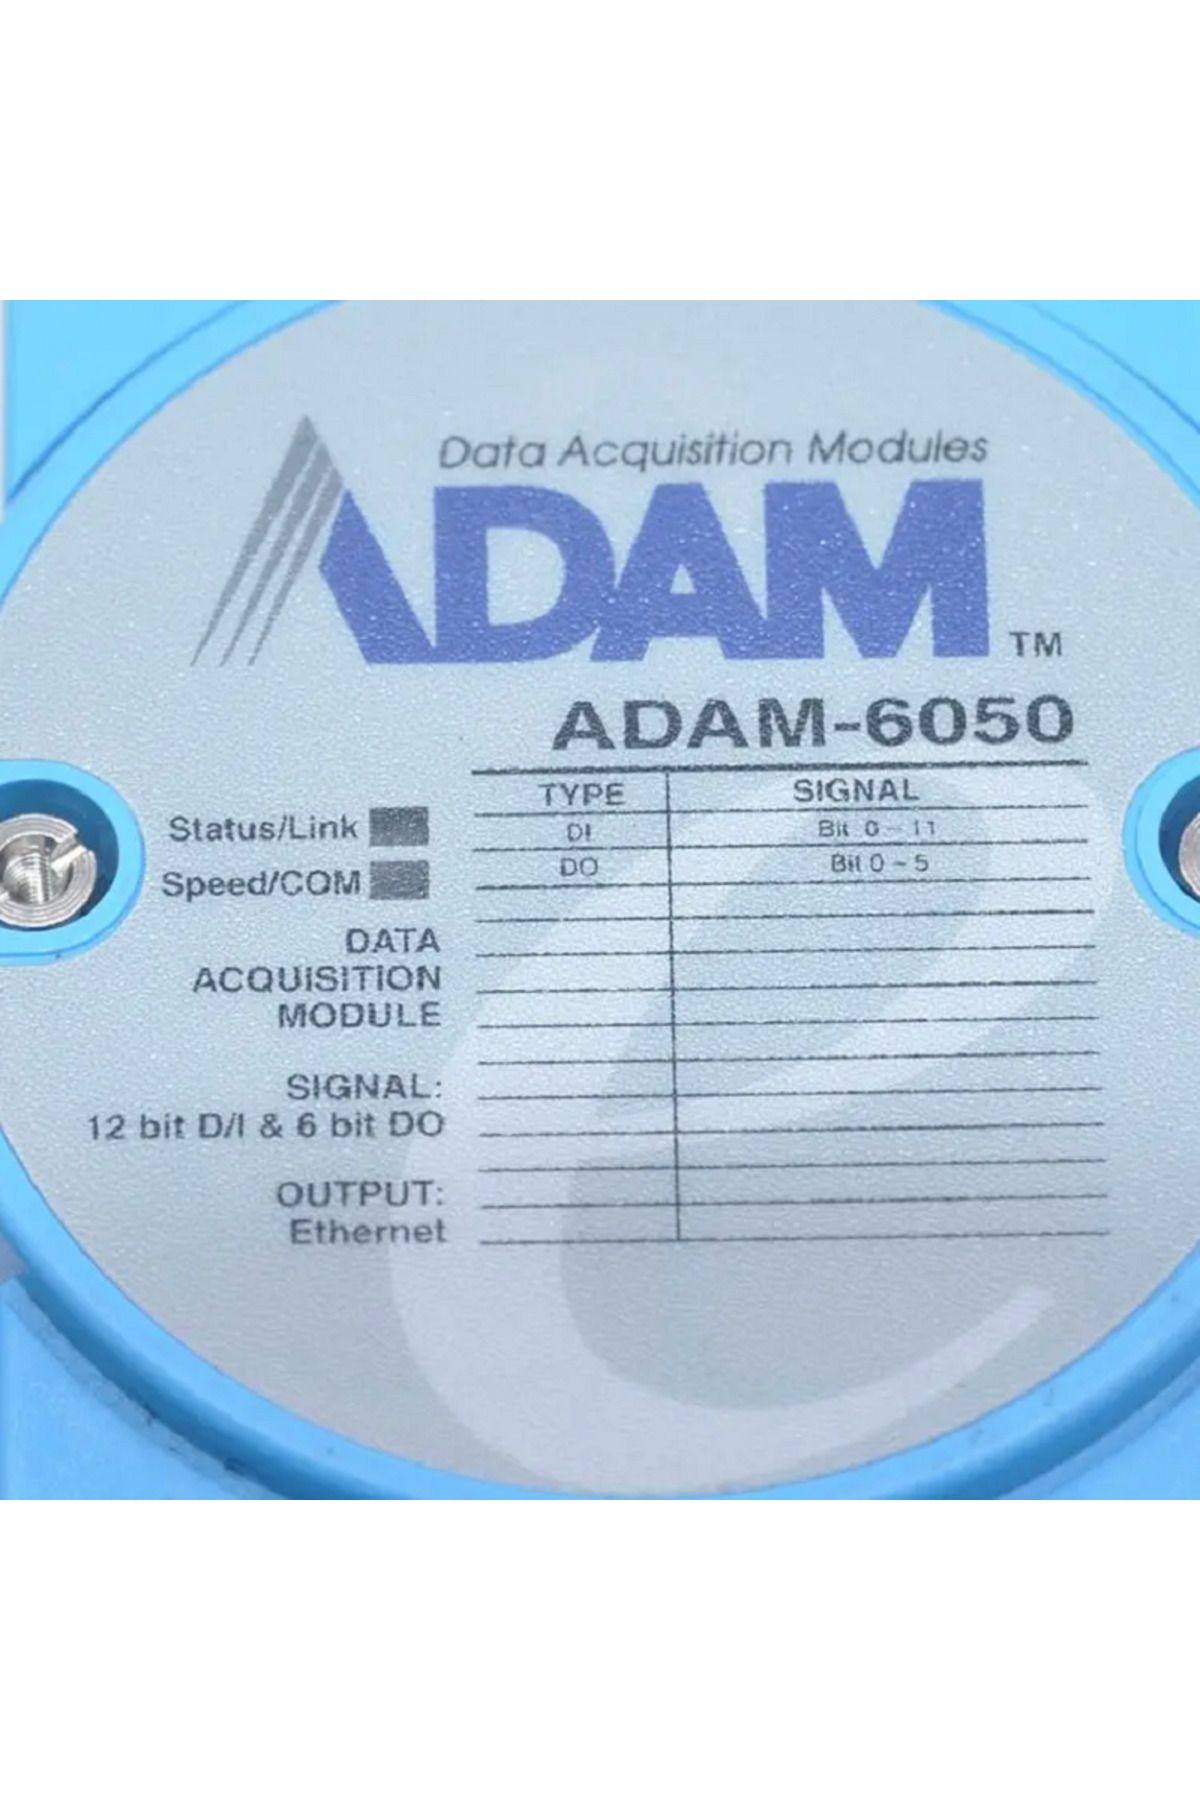 Data Acquisition Modules
ADAM TM
ADAM-6050
TYPE SIGNAL
DI Bit 0 - 11
DO Bit 0 - 5
Status/Link
Speed/COM
DATA
ACQUISITION
MODULE
SIGNAL:
12 bit D/I & 6 bit DO
OUTPUT:
Ethernet